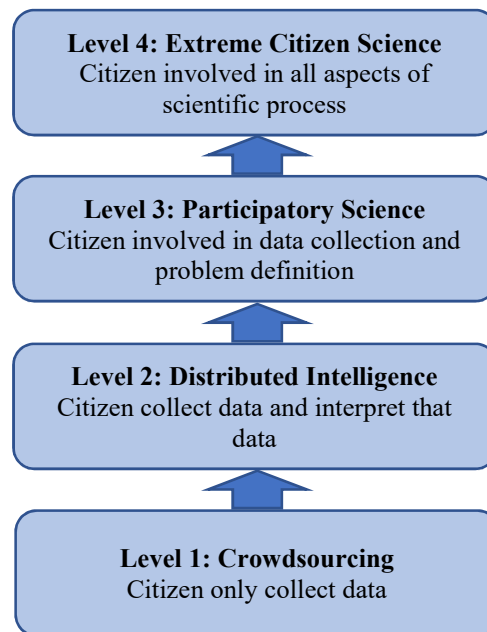 Level 4: Extreme Citizen Science
Citizen involved in all aspects of
scientific process
Level 3: Participatory Science
Citizen involved in data collection and
problem definition
Level 2: Distributed Intelligence
Citizen collect data and interpret that
data
Level 1: Crowdsourcing
Citizen only collect data